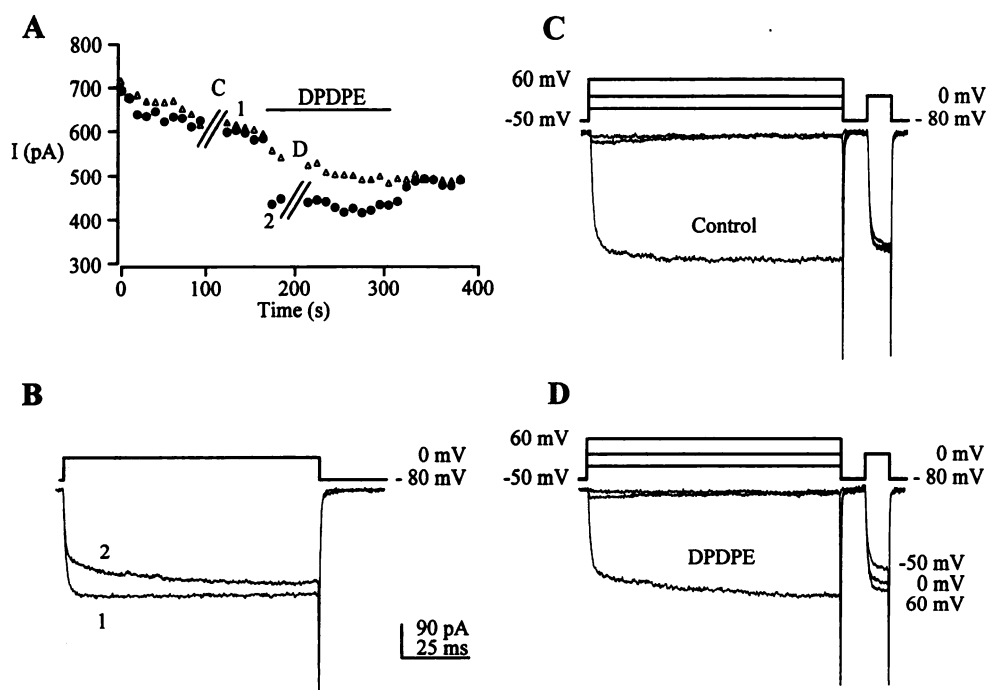 A
800
700
600
500
400
300
I (pA)
C
1
DPDPE
D
2
0
100
200
300
400
Time (s)
B
0 mV
- 80 mV
2
1
90 pA
25 ms
C
60 mV
-50 mV
0 mV
- 80 mV
Control
D
60 mV
-50 mV
0 mV
- 80 mV
DPDPE
-50 mV
0 mV
60 mV